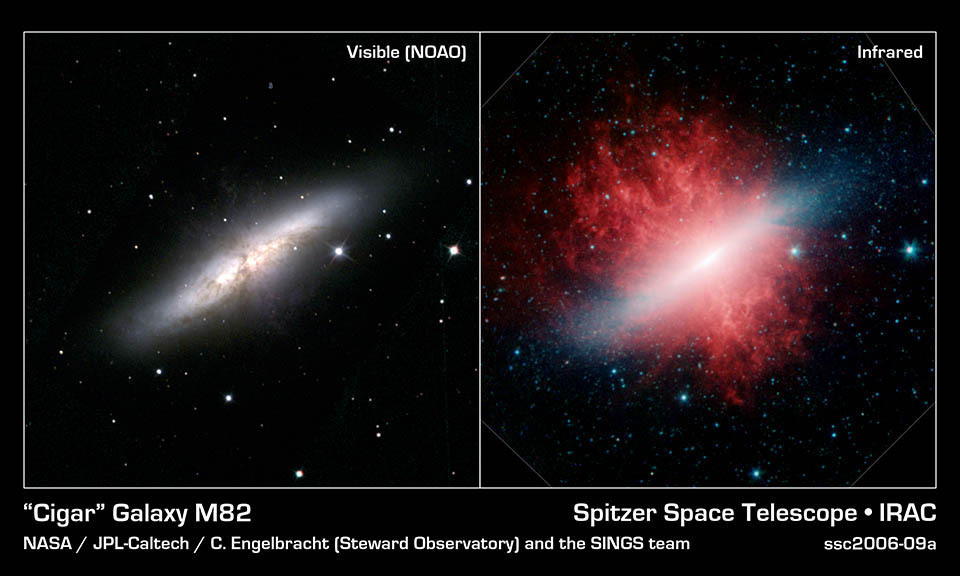 Visible (NOAO)
Infrared
“Cigar” Galaxy M82
Spitzer Space Telescope • IRAC
NASA / JPL-Caltech / C. Engelbracht (Steward Observatory) and the SINGS team
ssc2006-09a